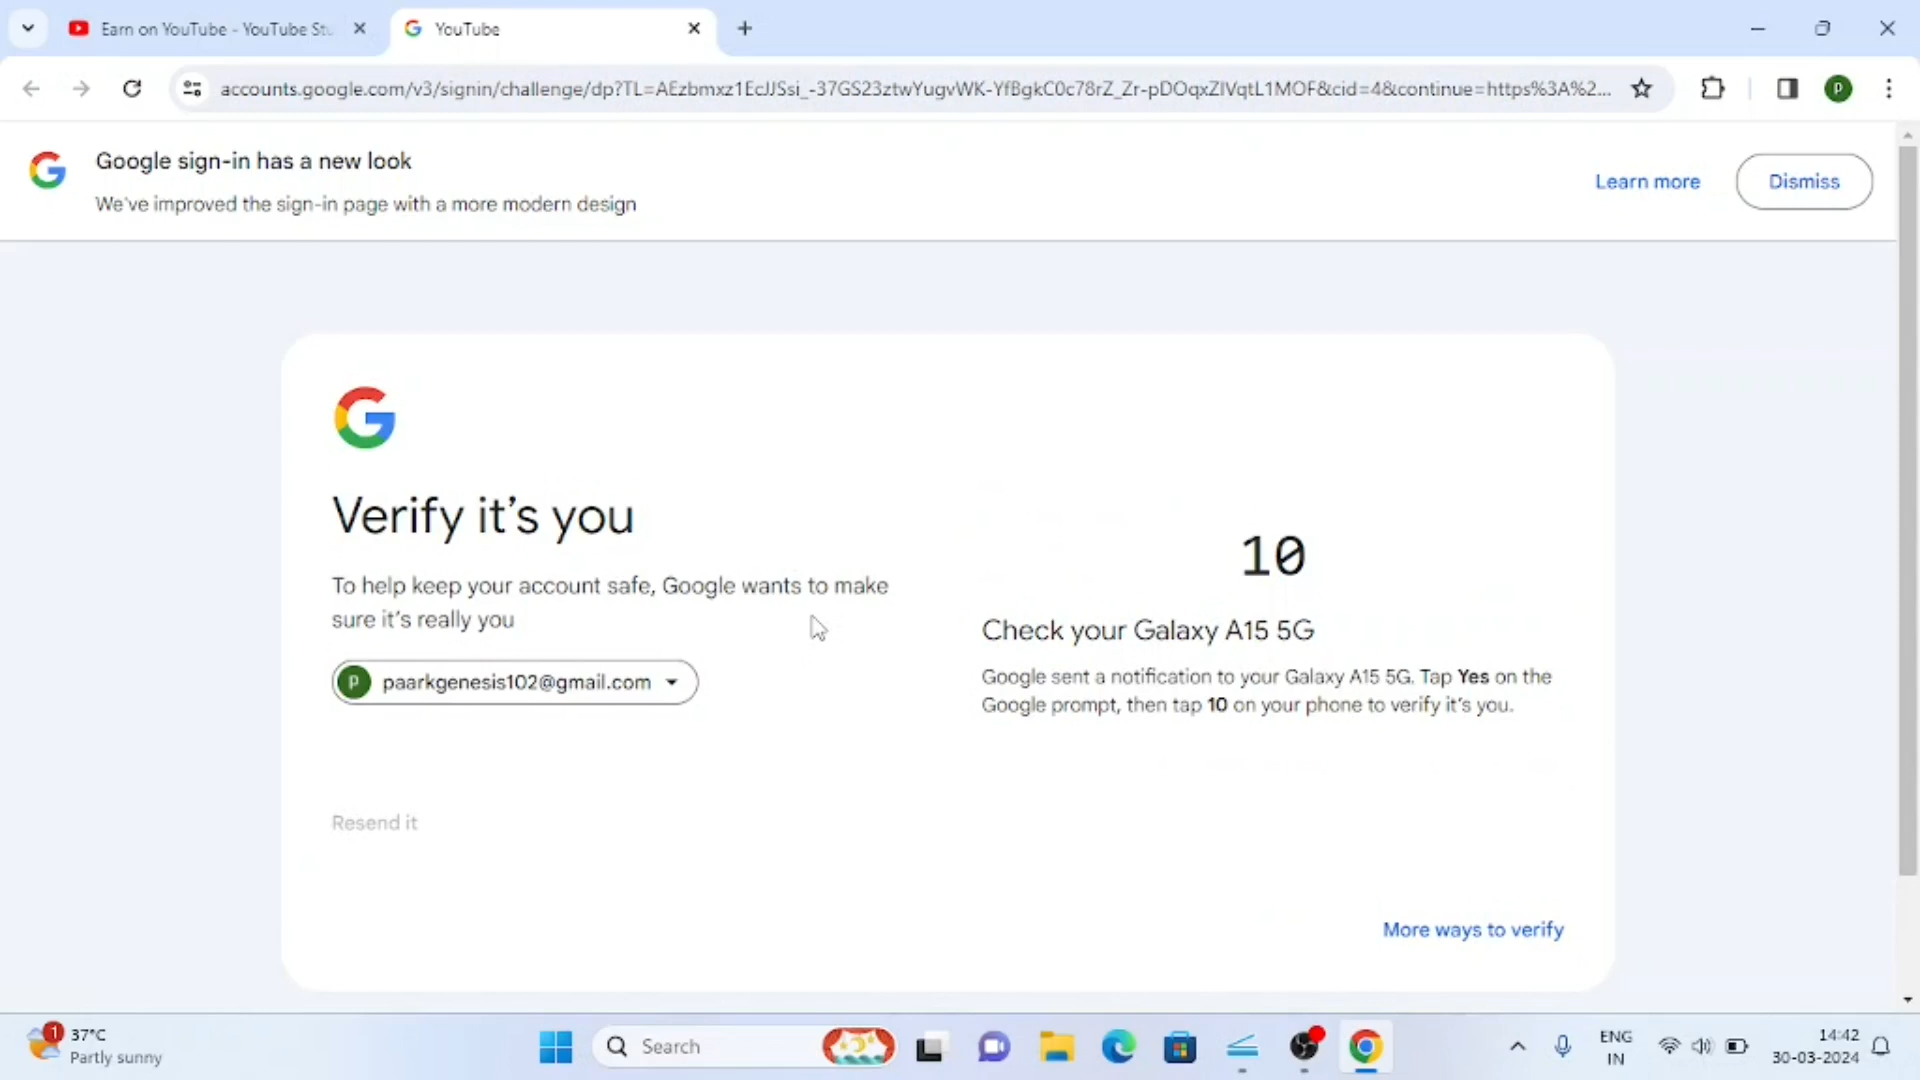 Earn on YouTube - YouTube Stu
YouTube
accounts.google.com/v3/signin/challenge/dp?TL=AEzbmxz1EcJJSsi_-37GS23ztwYugvWK-YfBgkC0c78rZ_Zr-pDOqxZlVqtL1MOF&cid=4&continue=https%3A%2...
P
Google sign-in has a new look
We've improved the sign-in page with a more modern design
Learn more
Dismiss
Verify it's you
To help keep your account safe, Google wants to make
sure it's really you
P paarkgenesis102@gmail.com
Resend it
10
Check your Galaxy A15 5G
Google sent a notification to your Galaxy A15 5G. Tap Yes on the
Google prompt, then tap 10 on your phone to verify it's you.
More ways to verify
1
37°C
Partly sunny
Search
ENG
IN
14:42
30-03-2024